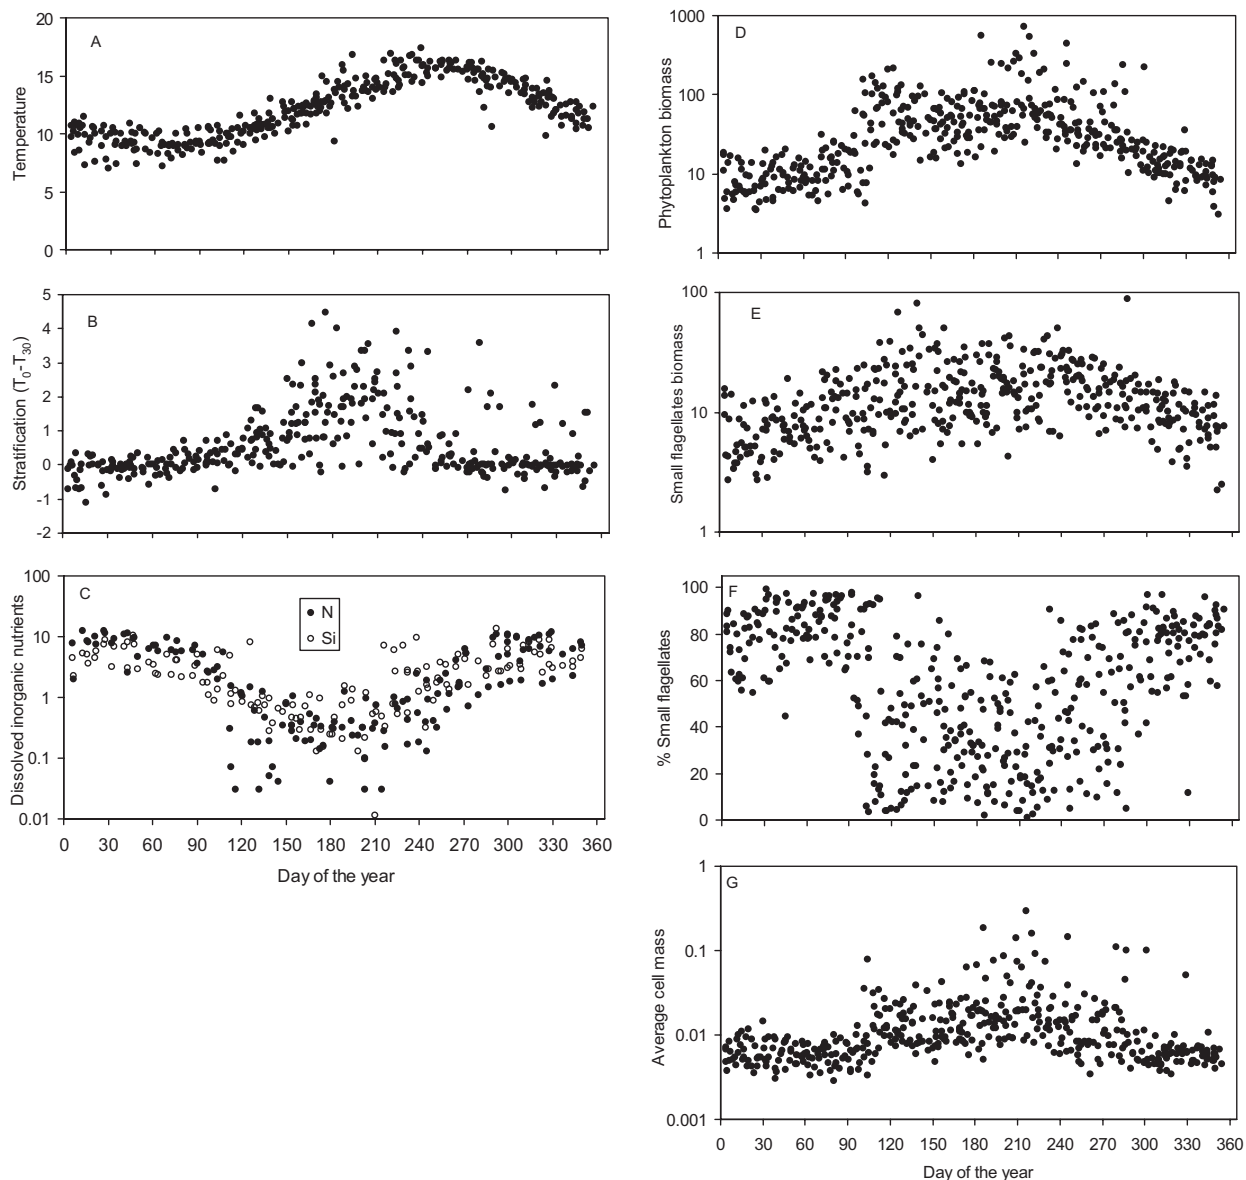 20
15
10
5
0
Temperature
A
5
4
3
2
1
0
-1
-2
Stratification (T0-T30)
B
100
10
1
0.1
0.01
Dissolved inorganic nutrients
C
N
Si
0 30 60 90 120 150 180 210 240 270 300 330 360
Day of the year
1000
100
10
1
Phytoplankton biomass
D
100
10
1
Small flagellates biomass
E
100
80
60
40
20
0
% Small flagellates
F
1
0.1
0.01
0.001
Average cell mass
G
0 30 60 90 120 150 180 210 240 270 300 330 360
Day of the year